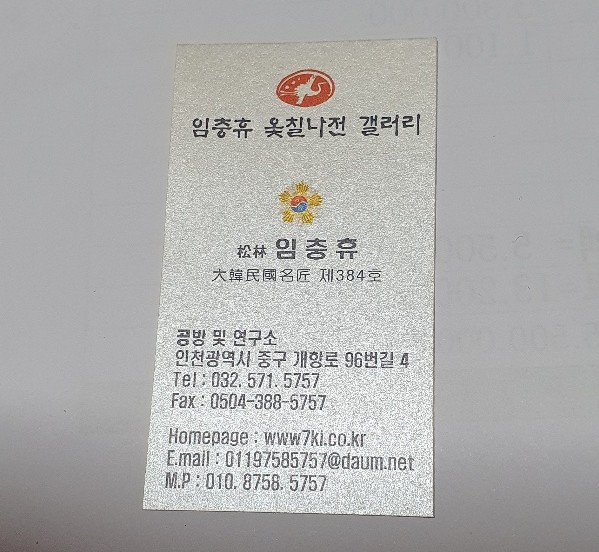 임충휴 옻칠나전 갤러리
松林 임충휴
大韓民國名匠 제384호
공방 및 연구소
인천광역시 중구 개항로 96번길 4
Tel : 032. 571. 5757
Fax : 0504-388-5757
Homepage : www7ki.co.kr
E.mail : 01197585757@daum.net
M.P : 010. 8758. 5757